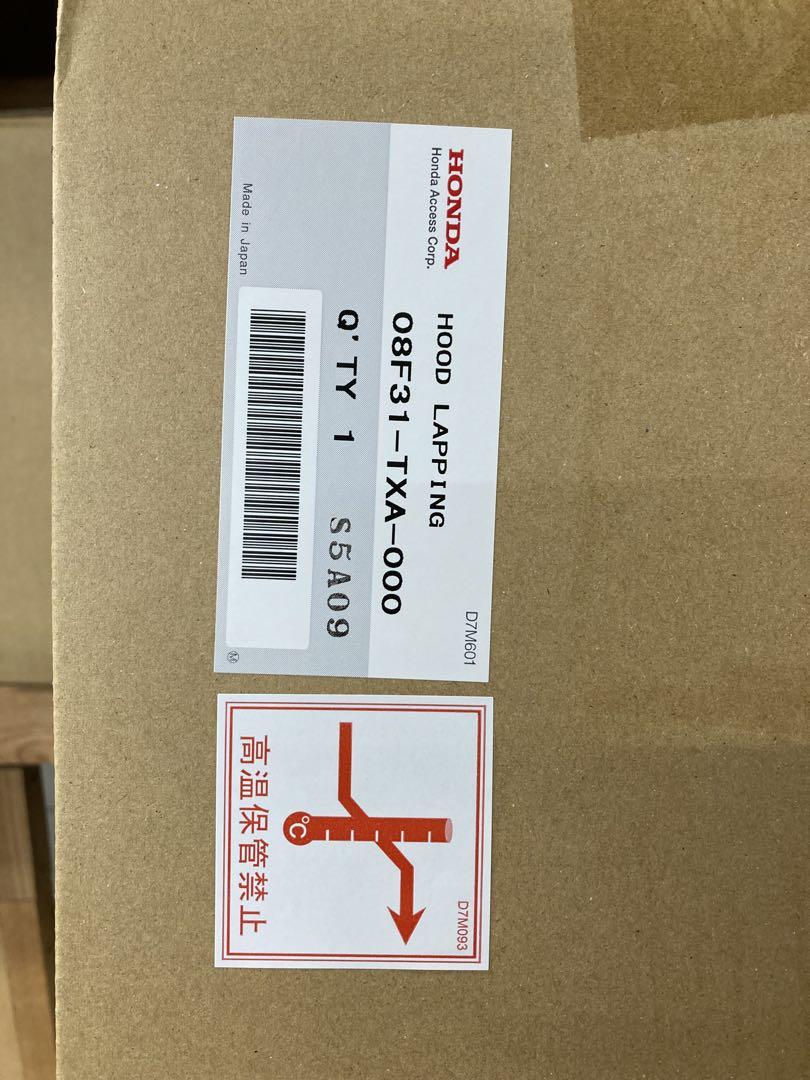 HONDA
Honda Access Corp.
HOOD LAPPING
08F31-TXA-000
Q'TY 1 S5A09
Made in Japan
D7M601
M
D7M093
°C
高温保管禁止